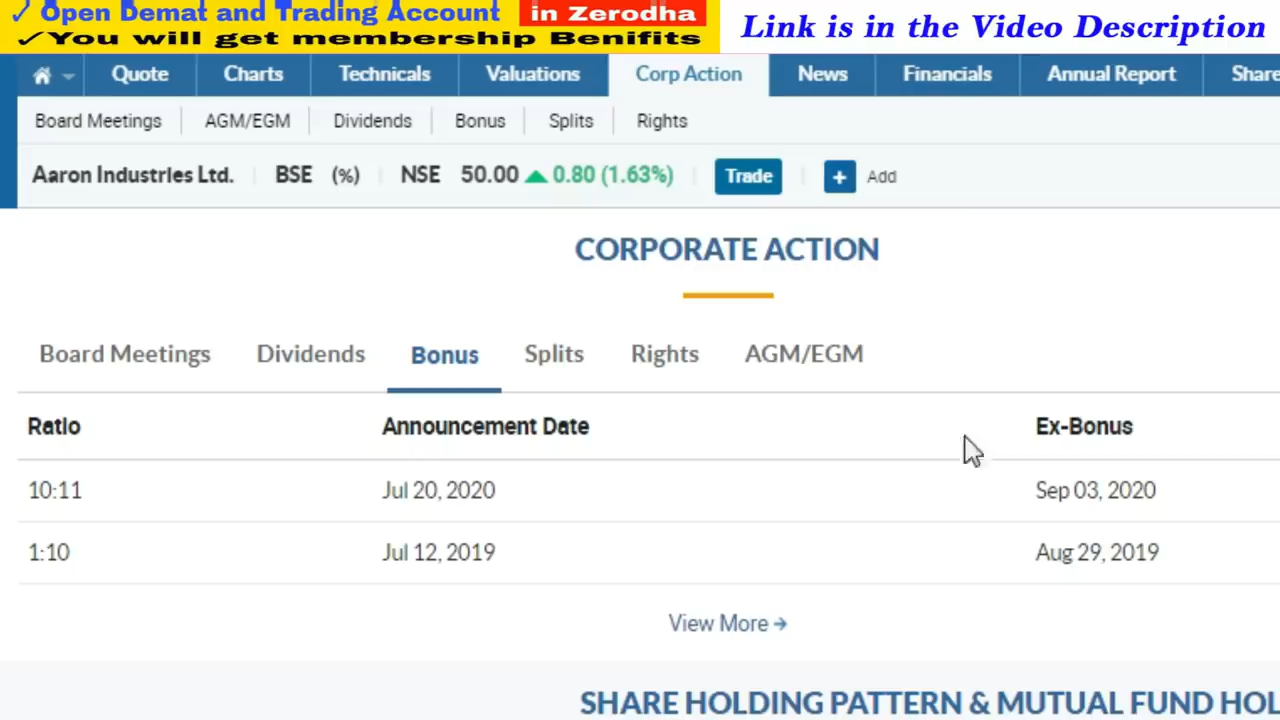 ✓ Open Demat and Trading Account in Zerodha
✓You will get membership Benifits
Link is in the Video Description
Quote Charts Technicals Valuations Corp Action News Financials Annual Report Share
Board Meetings AGM/EGM Dividends Bonus Splits Rights
Aaron Industries Ltd. BSE (%) NSE 50.00 ▲ 0.80 (1.63%) Trade + Add
CORPORATE ACTION
Board Meetings Dividends Bonus Splits Rights AGM/EGM
Ratio Announcement Date Ex-Bonus
10:11 Jul 20, 2020 Sep 03, 2020
1:10 Jul 12, 2019 Aug 29, 2019
View More →
SHARE HOLDING PATTERN & MUTUAL FUND HOL